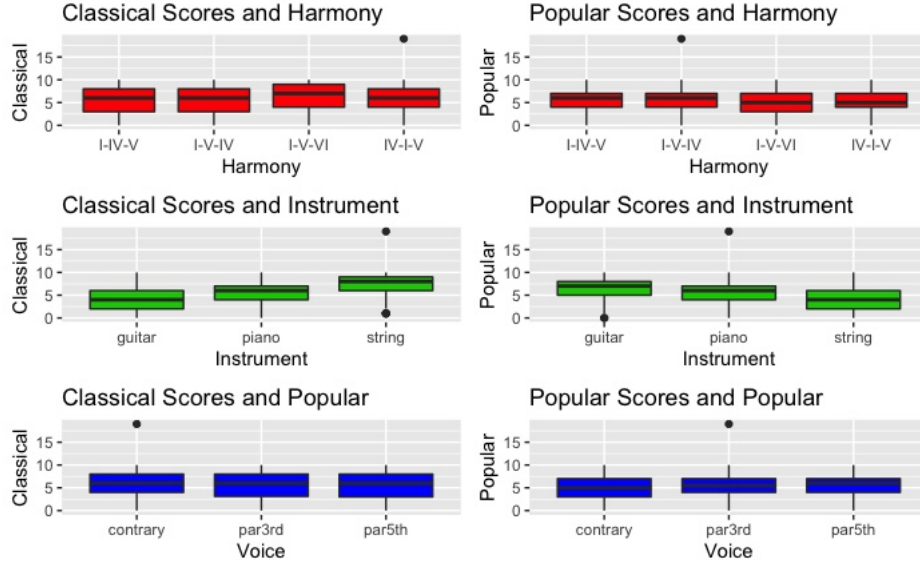 Classical Scores and Harmony
Classical
15
10
5
0
I-IV-V I-V-IV I-V-VI IV-I-V
Harmony
Popular Scores and Harmony
Popular
15
10
5
0
I-IV-V I-V-IV I-V-VI IV-I-V
Harmony
Classical Scores and Instrument
Classical
15
10
5
0
guitar piano string
Instrument
Popular Scores and Instrument
Popular
15
10
5
0
guitar piano string
Instrument
Classical Scores and Popular
Classical
15
10
5
0
contrary par3rd par5th
Voice
Popular Scores and Popular
Popular
15
10
5
0
contrary par3rd par5th
Voice